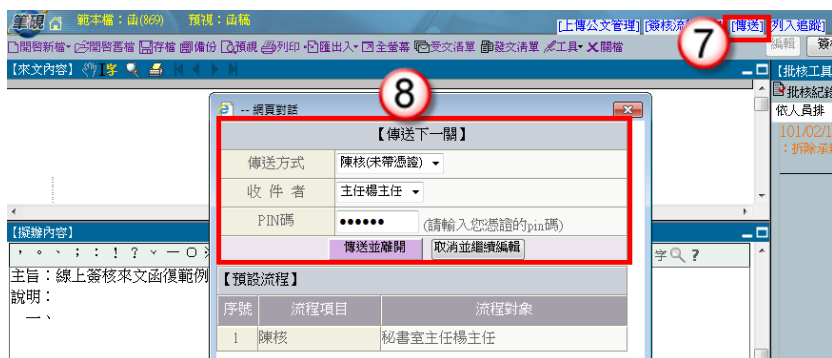 筆硯 範本檔：函(869) 預視：函稿
[上傳公文管理] [簽核流 [傳送] 列入追蹤]
7
開啟新檔 開啟舊檔 存檔 備份 預視 列印 匯出入 全螢幕 受文清單 發文清單 工具 關檔
編輯
【來文內容】 字
【批核工具
批核紀錄
依人員排
101/02/1
：拆除承
8
-- 網頁對話
【傳送下一關】
傳送方式 陳核(未帶憑證)
收 件 者 主任楊主任
PIN碼 •••••• (請輸入您憑證的pin碼)
傳送並離開 取消並繼續編輯
【預設流程】
序號 流程項目 流程對象
1 陳核 秘書室主任楊主任
【擬辦內容】
， 。 、 ； ： ！ ？ ˇ — ○
字 ?
主旨：線上簽核來文函復範例
說明：
一、